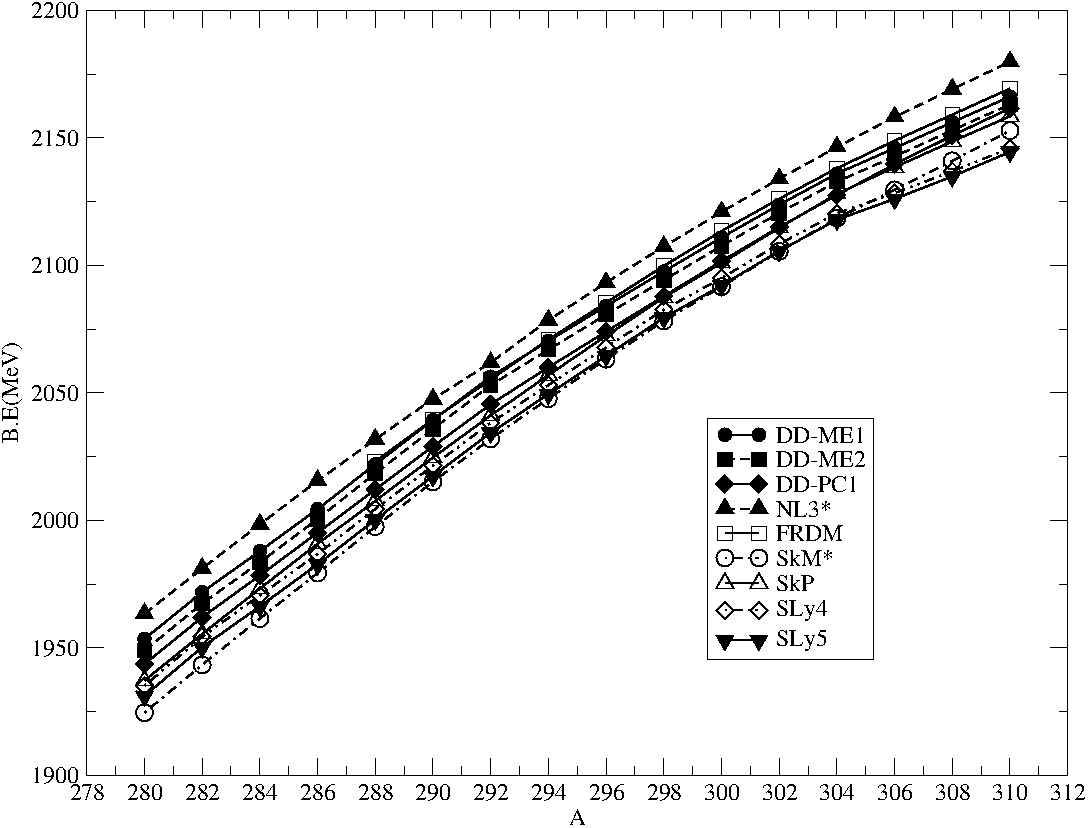 2200
2150
2100
2050
2000
1950
1900
B.E(MeV)
DD-ME1
DD-ME2
DD-PC1
NL3*
FRDM
SkM*
SkP
SLy4
SLy5
278 280 282 284 286 288 290 292 294 296 298 300 302 304 306 308 310 312
A